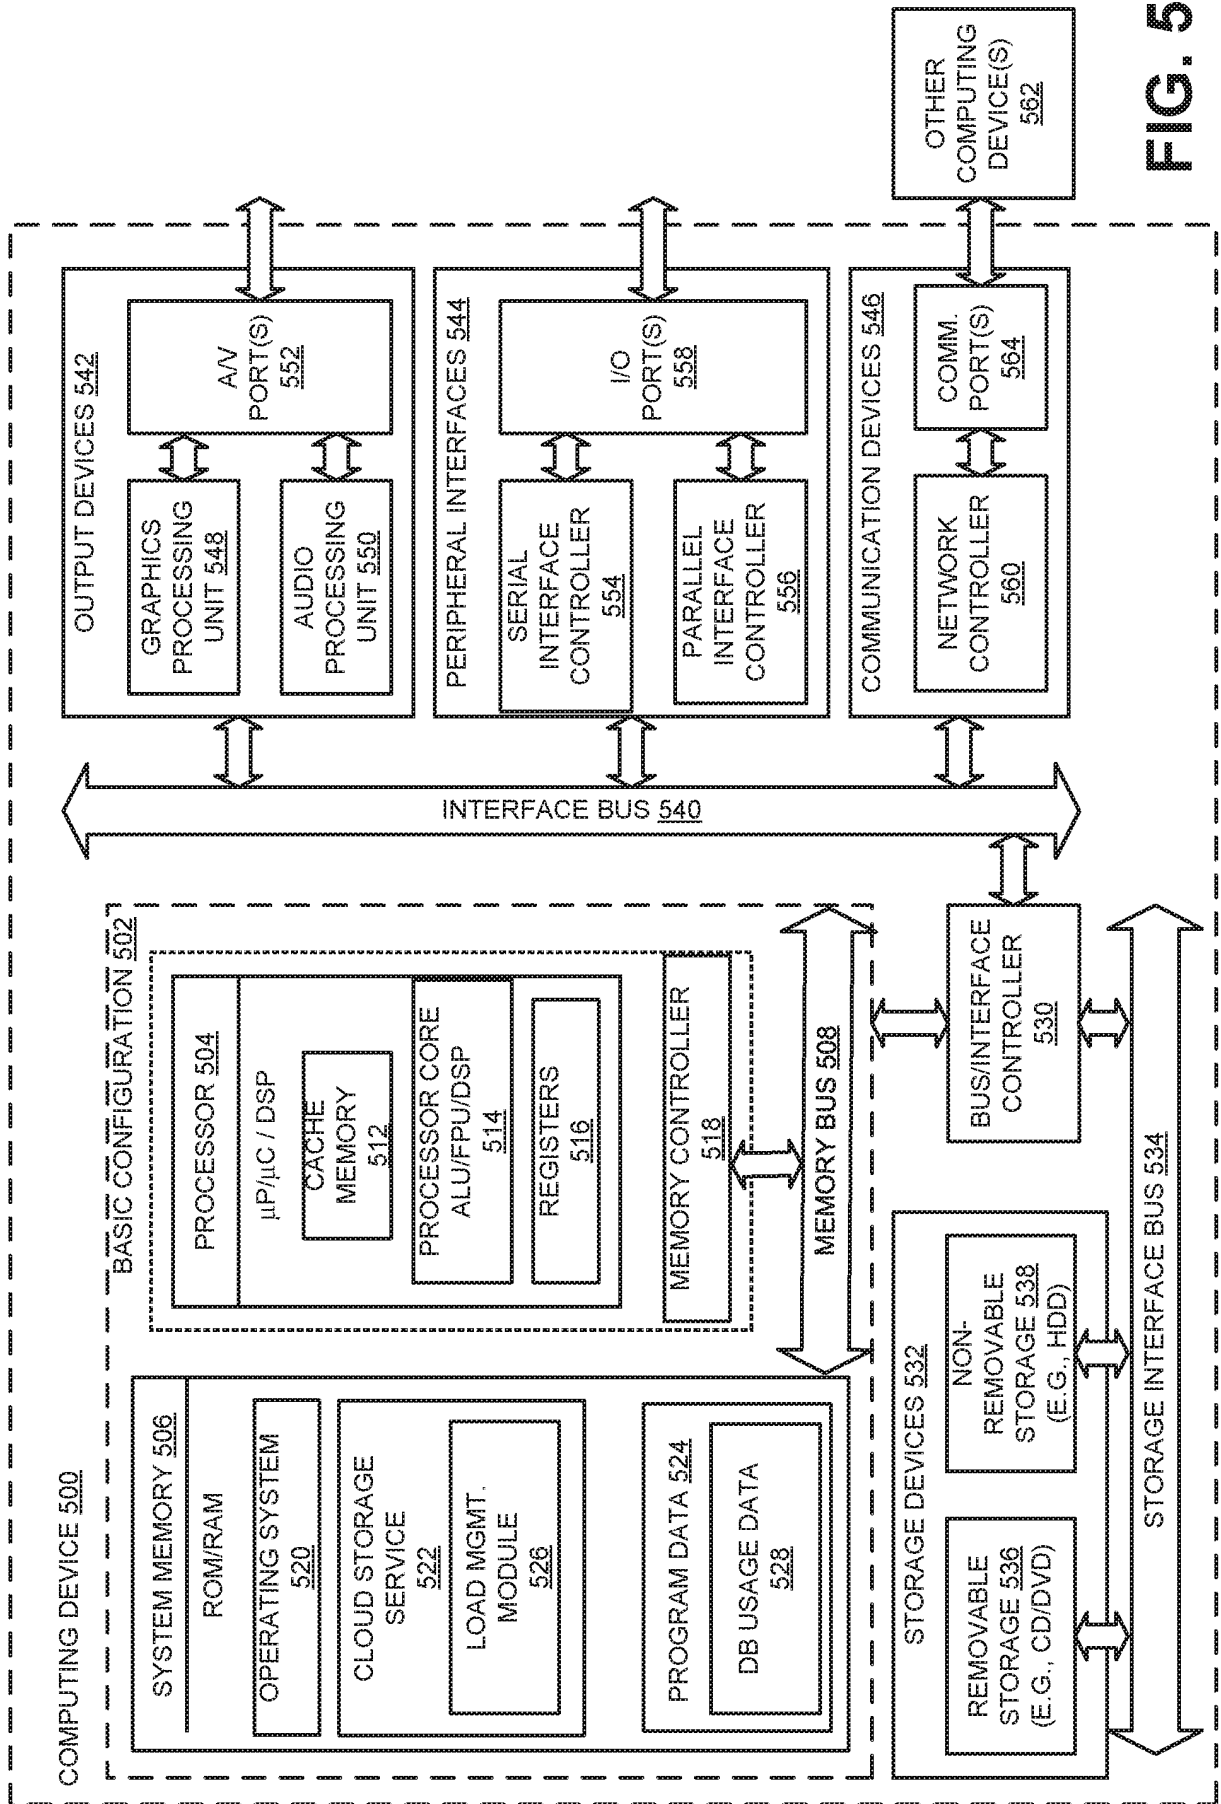 COMPUTING DEVICE 500
BASIC CONFIGURATION 502
SYSTEM MEMORY 506
ROM/RAM
OPERATING SYSTEM
520
CLOUD STORAGE
SERVICE
522
LOAD MGMT.
MODULE
526
PROGRAM DATA 524
DB USAGE DATA
528
PROCESSOR 504
µP/µC / DSP
CACHE
MEMORY
512
PROCESSOR CORE
ALU/FPU/DSP
514
REGISTERS
516
MEMORY CONTROLLER
518
MEMORY BUS 508
STORAGE DEVICES 532
REMOVABLE
STORAGE 536
(E.G., CD/DVD)
NON-
REMOVABLE
STORAGE 538
(E.G., HDD)
BUS/INTERFACE
CONTROLLER
530
STORAGE INTERFACE BUS 534
INTERFACE BUS 540
OUTPUT DEVICES 542
GRAPHICS
PROCESSING
UNIT 548
AUDIO
PROCESSING
UNIT 550
A/V
PORT(S)
552
PERIPHERAL INTERFACES 544
SERIAL
INTERFACE
CONTROLLER
554
PARALLEL
INTERFACE
CONTROLLER
556
I/O
PORT(S)
558
COMMUNICATION DEVICES 546
NETWORK
CONTROLLER
560
COMM.
PORT(S)
564
OTHER
COMPUTING
DEVICE(S)
562
FIG. 5